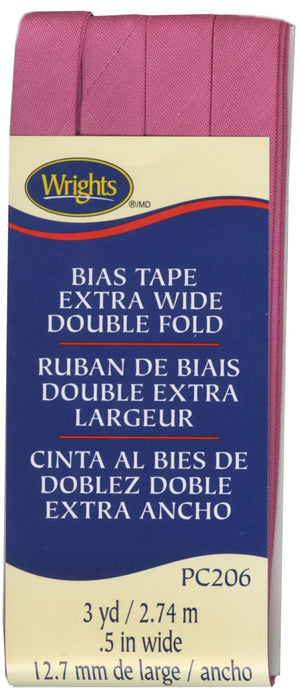 Wrights
®/MD
BIAS TAPE
EXTRA WIDE
DOUBLE FOLD
RUBAN DE BIAIS
DOUBLE EXTRA
LARGEUR
CINTA AL BIES DE
DOBLEZ DOBLE
EXTRA ANCHO
PC206
3 yd / 2.74 m
.5 in wide
12.7 mm de large / ancho